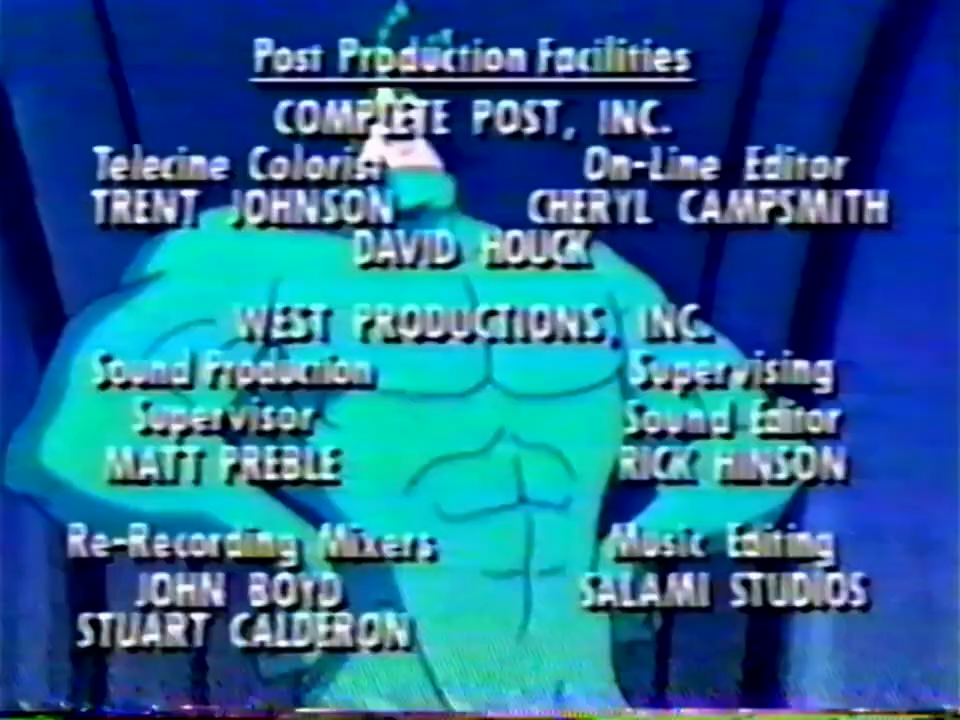 Post Production Facilities
COMPLETE POST, INC.
Telecine Colorist
On-Line Editor
TRENT JOHNSON
CHERYL CAMPSMITH
DAVID HOUCK
WEST PRODUCTIONS, INC.
Sound Production
Supervisor
MATT PREBLE
Supervising
Sound Editor
RICK HINSON
Re-Recording Mixers
JOHN BOYD
STUART CALDERON
Music Editing
SALAMI STUDIOS